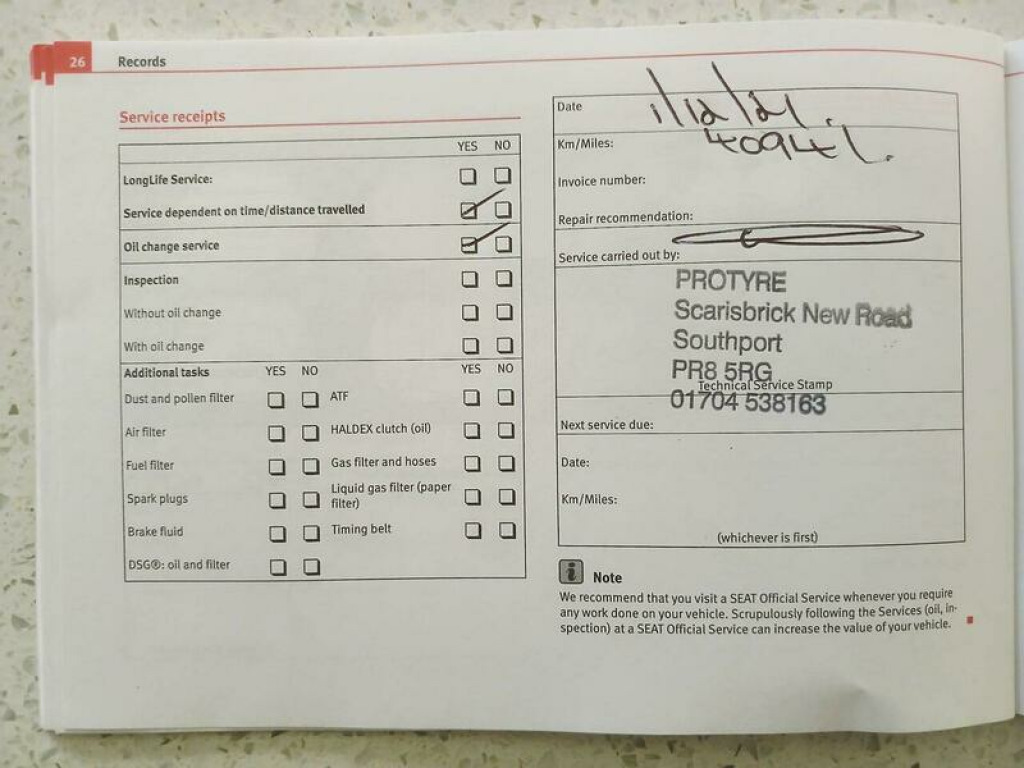 26 Records
Service receipts
YES NO
LongLife Service:
Service dependent on time/distance travelled
Oil change service
Inspection
Without oil change
With oil change
Additional tasks YES NO YES NO
Dust and pollen filter ATF
Air filter HALDEX clutch (oil)
Fuel filter Gas filter and hoses
Spark plugs Liquid gas filter (paper
filter)
Brake fluid Timing belt
DSG®: oil and filter
Date 1/12/21.
Km/Miles: 40941.
Invoice number:
Repair recommendation:
Service carried out by:
PROTYRE
Scarisbrick New Road
Southport
PR8 5RG
Technical Service Stamp
01704 538163
Next service due:
Date:
Km/Miles:
(whichever is first)
i Note
We recommend that you visit a SEAT Official Service whenever you require
any work done on your vehicle. Scrupulously following the Services (oil, in-
spection) at a SEAT Official Service can increase the value of your vehicle.